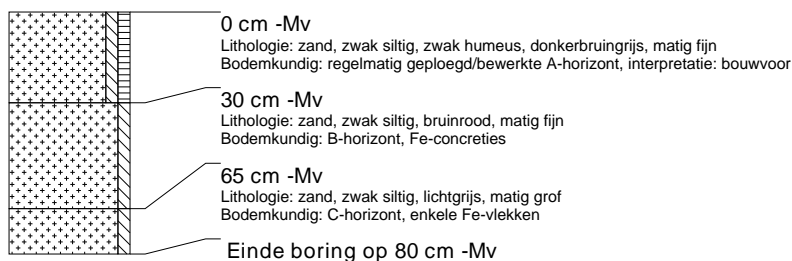 0 cm -Mv
Lithologie: zand, zwak siltig, zwak humeus, donkerbruingrijs, matig fijn
Bodemkundig: regelmatig geploegd/bewerkte A-horizont, interpretatie: bouwvoor
30 cm -Mv
Lithologie: zand, zwak siltig, bruinrood, matig fijn
Bodemkundig: B-horizont, Fe-concreties
65 cm -Mv
Lithologie: zand, zwak siltig, lichtgrijs, matig grof
Bodemkundig: C-horizont, enkele Fe-vlekken
Einde boring op 80 cm -Mv